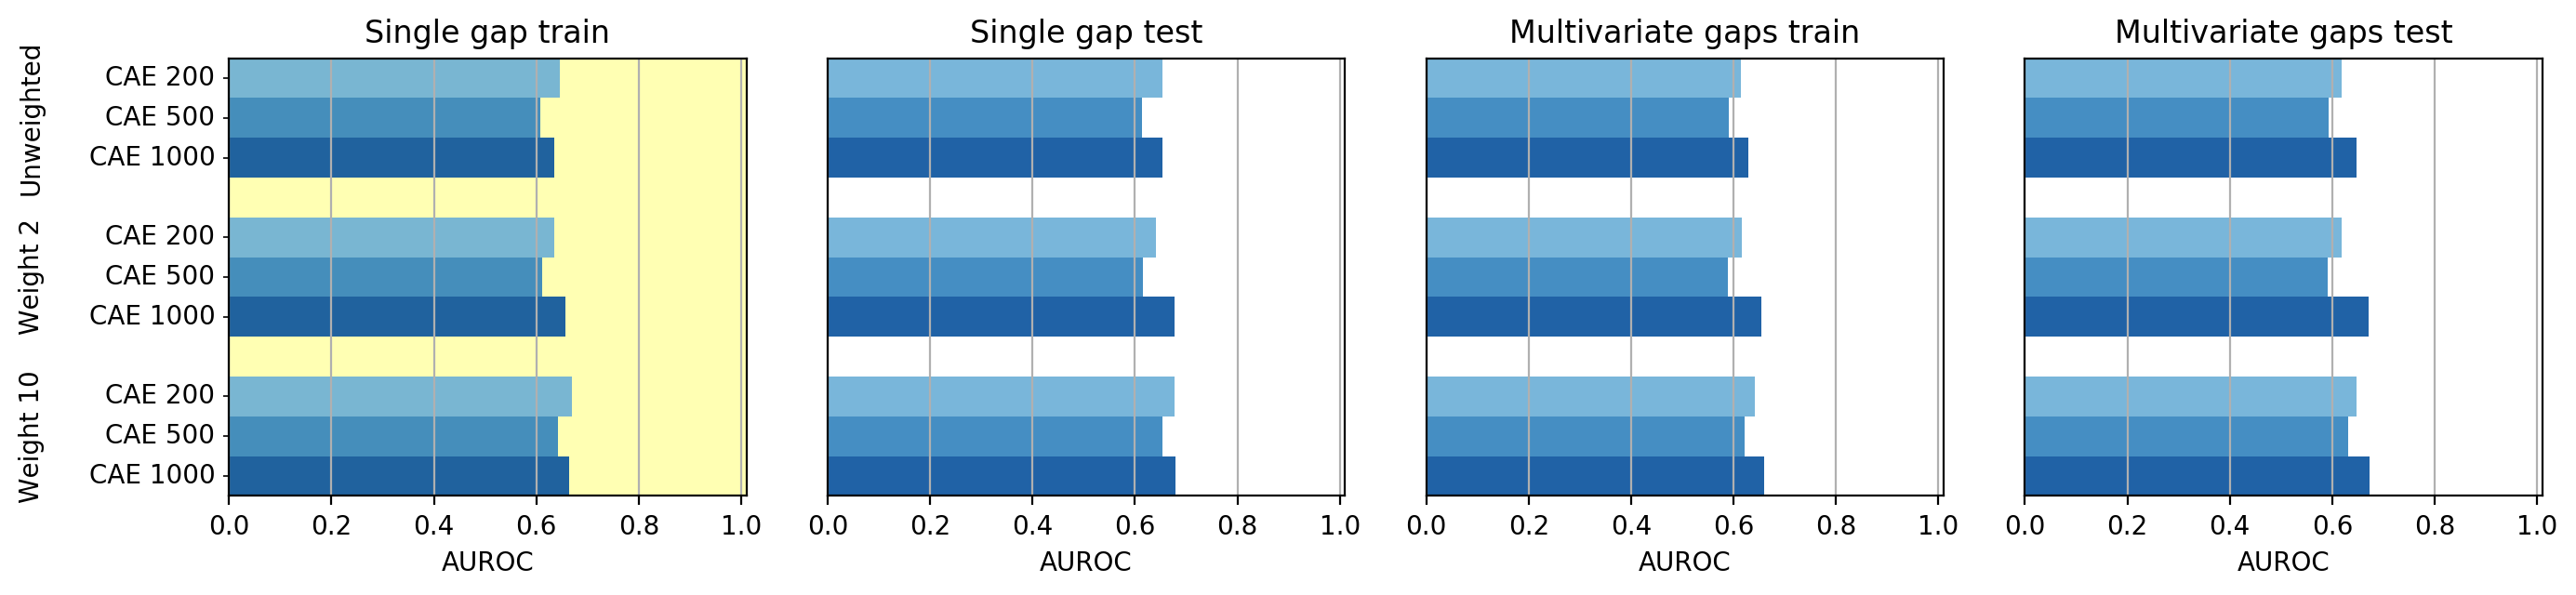 Single gap train
Single gap test
Multivariate gaps train
Multivariate gaps test
Unweighted
CAE 200
CAE 500
CAE 1000
Weight 2
CAE 200
CAE 500
CAE 1000
Weight 10
CAE 200
CAE 500
CAE 1000
0.0 0.2 0.4 0.6 0.8 1.0
0.0 0.2 0.4 0.6 0.8 1.0
0.0 0.2 0.4 0.6 0.8 1.0
0.0 0.2 0.4 0.6 0.8 1.0
AUROC
AUROC
AUROC
AUROC